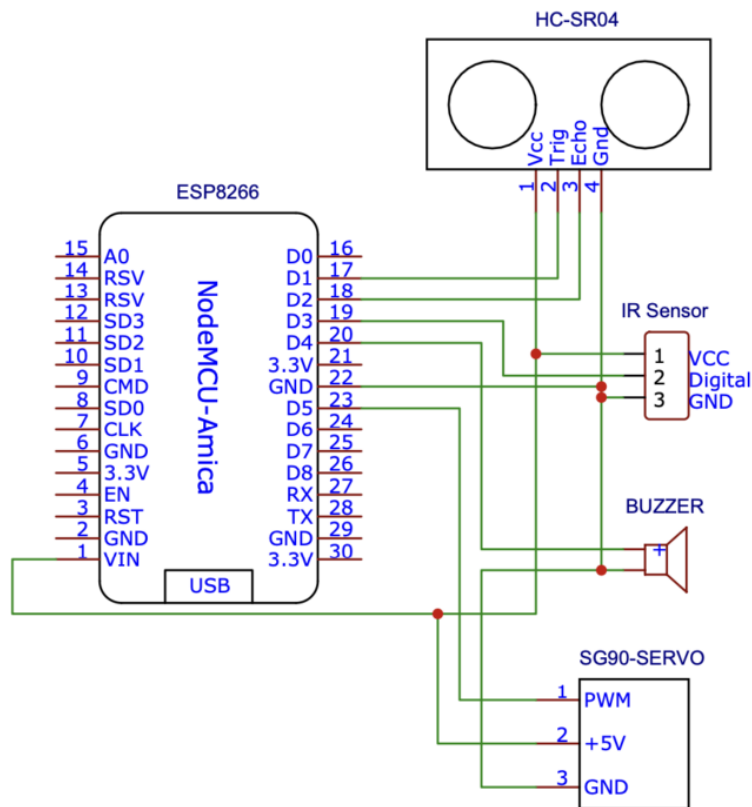 HC-SR04
Vcc
Trig
Echo
Gnd
1
2
3
4
ESP8266
NodeMCU-Amica
15 A0
14 RSV
13 RSV
12 SD3
11 SD2
10 SD1
9 CMD
8 SD0
7 CLK
6 GND
5 3.3V
4 EN
3 RST
2 GND
1 VIN
D0 16
D1 17
D2 18
D3 19
D4 20
3.3V 21
GND 22
D5 23
D6 24
D7 25
D8 26
RX 27
TX 28
GND 29
3.3V 30
USB
IR Sensor
1 VCC
2 Digital
3 GND
BUZZER
+
SG90-SERVO
1 PWM
2 +5V
3 GND